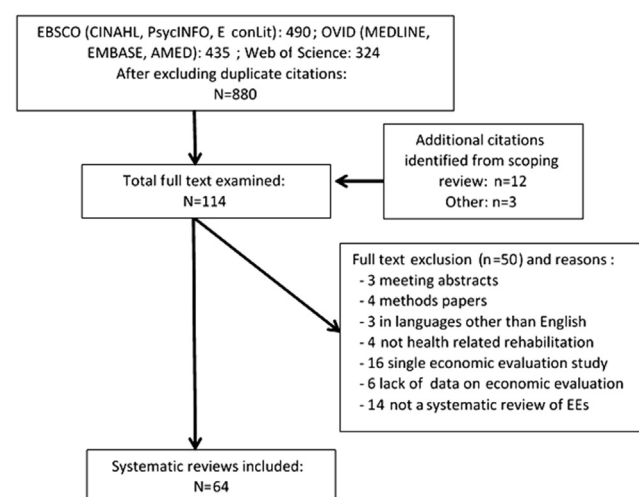 EBSCO (CINAHL, PsycINFO, E conLit): 490; OVID (MEDLINE,
EMBASE, AMED): 435 ; Web of Science: 324
After excluding duplicate citations:
N=880
Additional citations
identified from scoping
review: n=12
Other: n=3
Total full text examined:
N=114
Full text exclusion (n=50) and reasons :
- 3 meeting abstracts
- 4 methods papers
- 3 in languages other than English
- 4 not health related rehabilitation
- 16 single economic evaluation study
- 6 lack of data on economic evaluation
- 14 not a systematic review of EEs
Systematic reviews included:
N=64